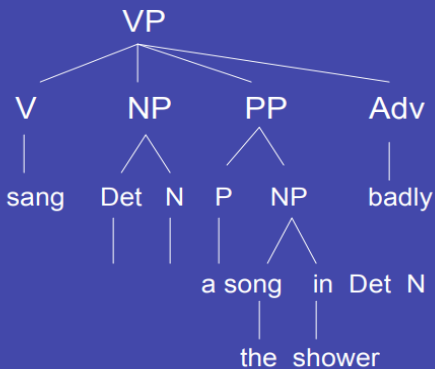 VP
V NP PP Adv
sang Det N P NP badly
a song in Det N
the shower